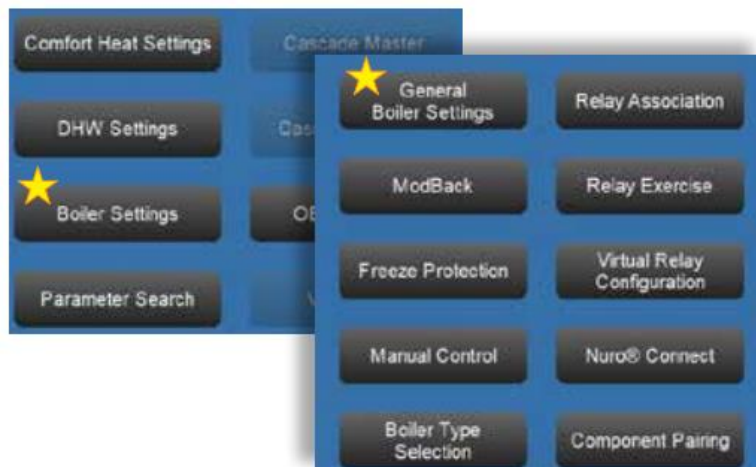 Comfort Heat Settings
Cascade Master
DHW Settings
Boiler Settings
Parameter Search
General
Boiler Settings
Relay Association
ModBack
Relay Exercise
Freeze Protection
Virtual Relay
Configuration
Manual Control
Nuro® Connect
Boiler Type
Selection
Component Pairing